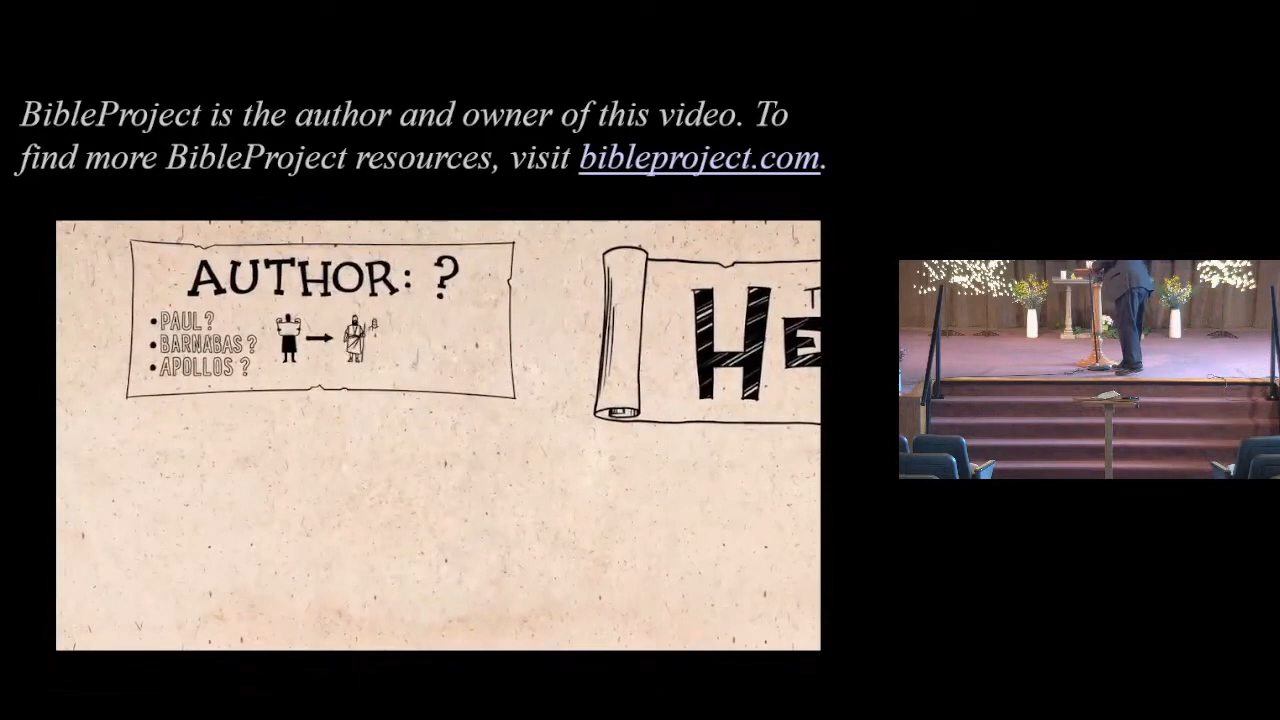 BibleProject is the author and owner of this video. To
find more BibleProject resources, visit bibleproject.com.
AUTHOR: ?
• PAUL ?
• BARNABAS ?
• APOLLOS ?
T
HE